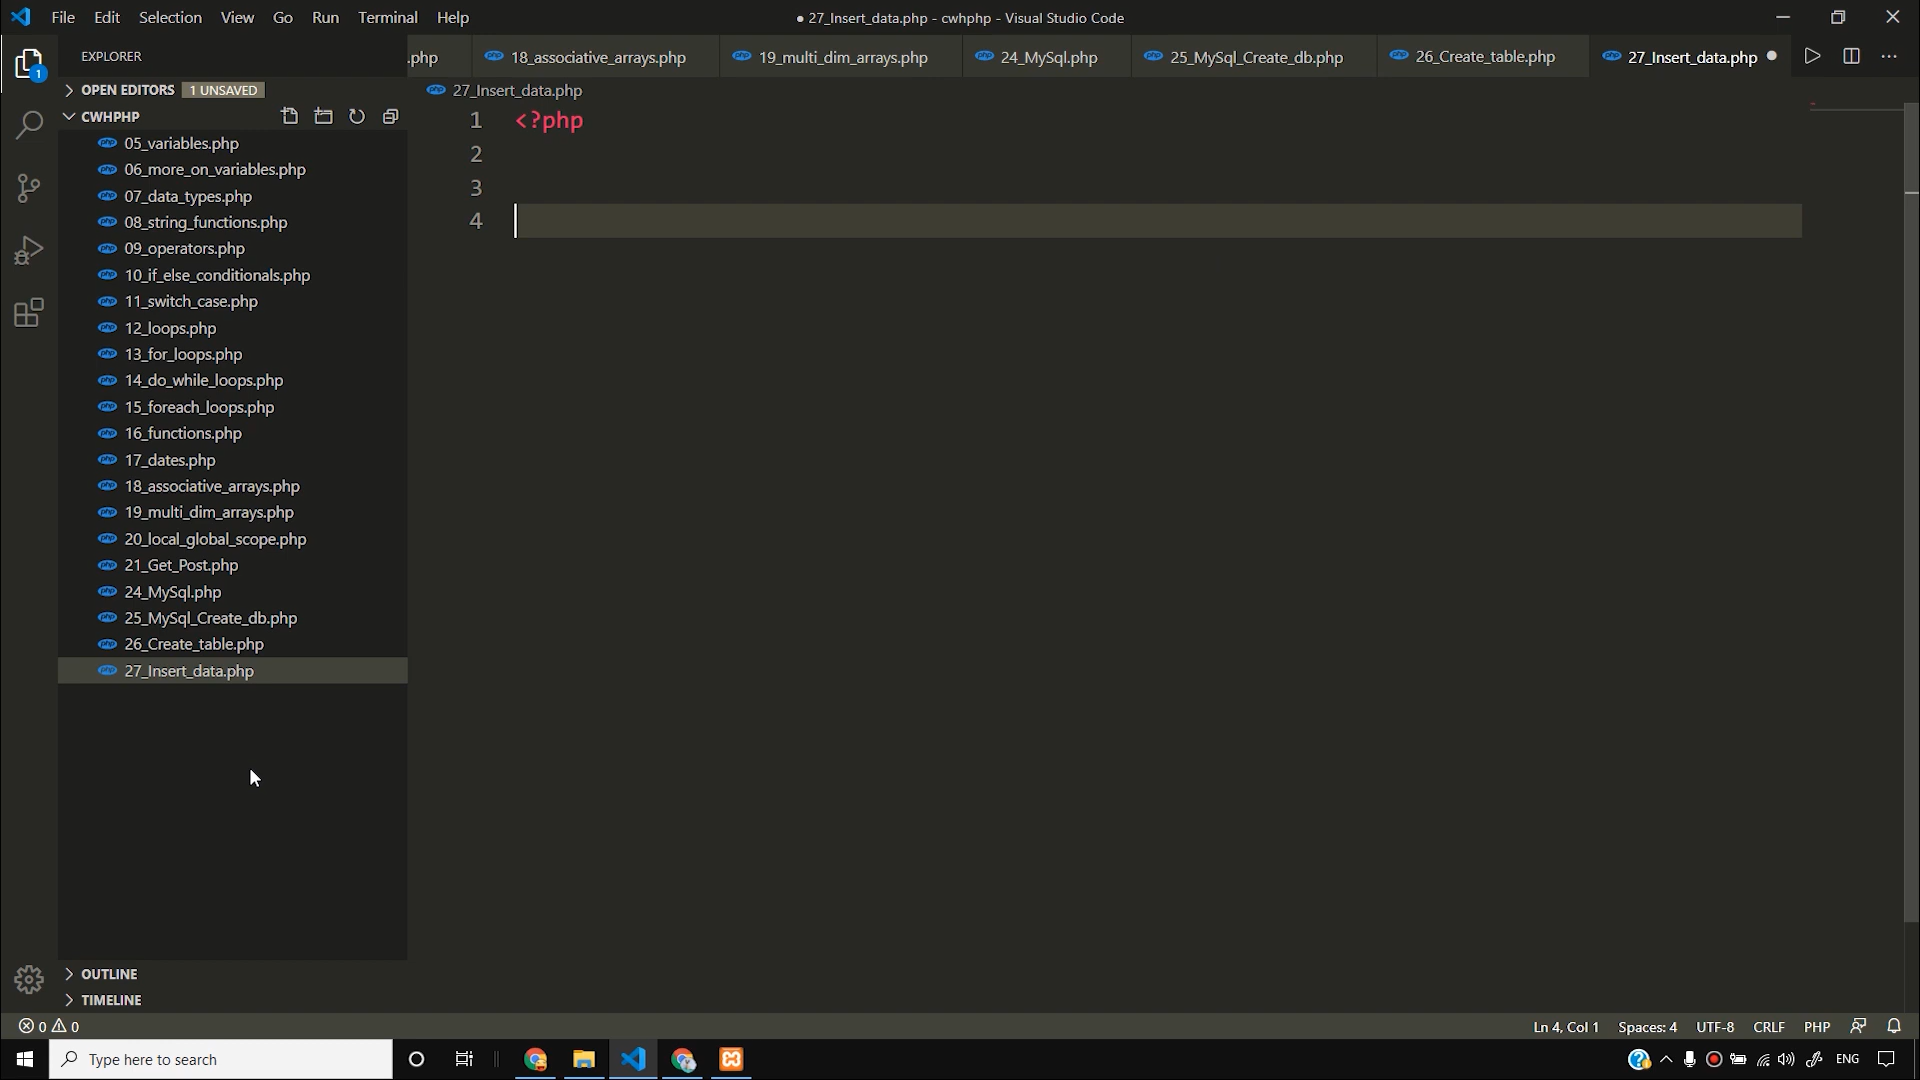 File Edit Selection View Go Run Terminal Help
● 27_Insert_data.php - cwhphp - Visual Studio Code
EXPLORER
.php
18_associative_arrays.php
19_multi_dim_arrays.php
24_MySql.php
25_MySql_Create_db.php
26_Create_table.php
27_Insert_data.php
OPEN EDITORS 1 UNSAVED
27_Insert_data.php
CWHPHP
05_variables.php
06_more_on_variables.php
07_data_types.php
08_string_functions.php
09_operators.php
10_if_else_conditionals.php
11_switch_case.php
12_loops.php
13_for_loops.php
14_do_while_loops.php
15_foreach_loops.php
16_functions.php
17_dates.php
18_associative_arrays.php
19_multi_dim_arrays.php
20_local_global_scope.php
21_Get_Post.php
24_MySql.php
25_MySql_Create_db.php
26_Create_table.php
27_Insert_data.php
1 <?php
2
3
4
OUTLINE
TIMELINE
0 0
Ln 4, Col 1 Spaces: 4 UTF-8 CRLF PHP
Type here to search
ENG